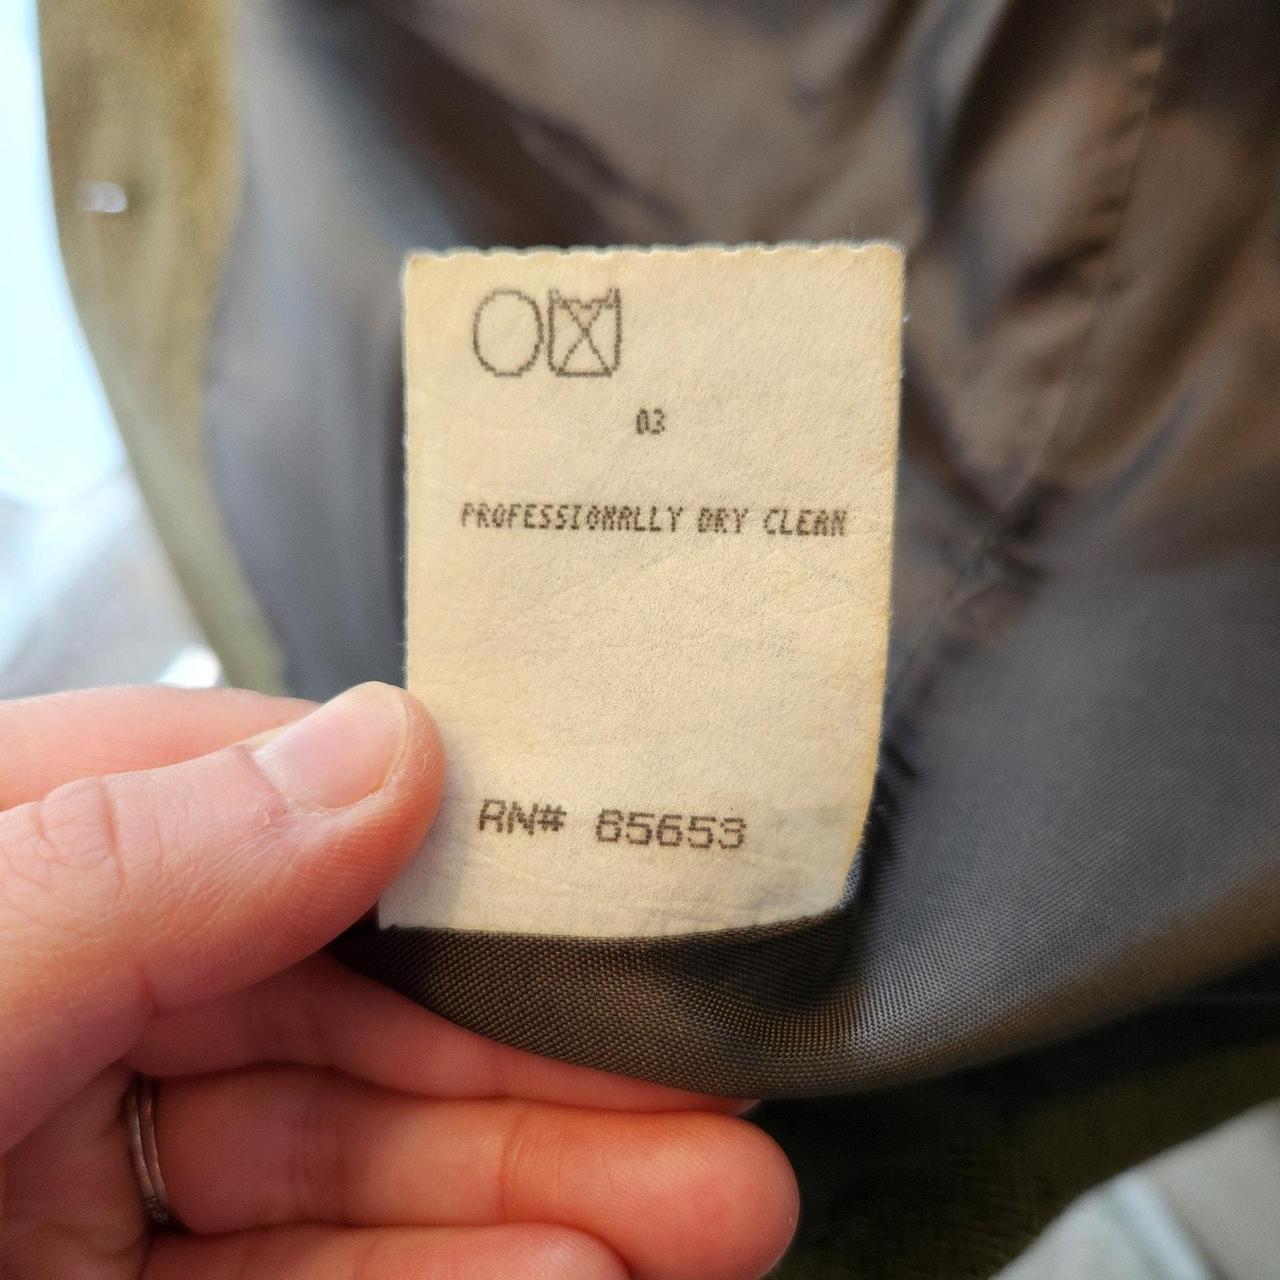 03
PROFESSIONALLY DRY CLEAN
RN# 65653